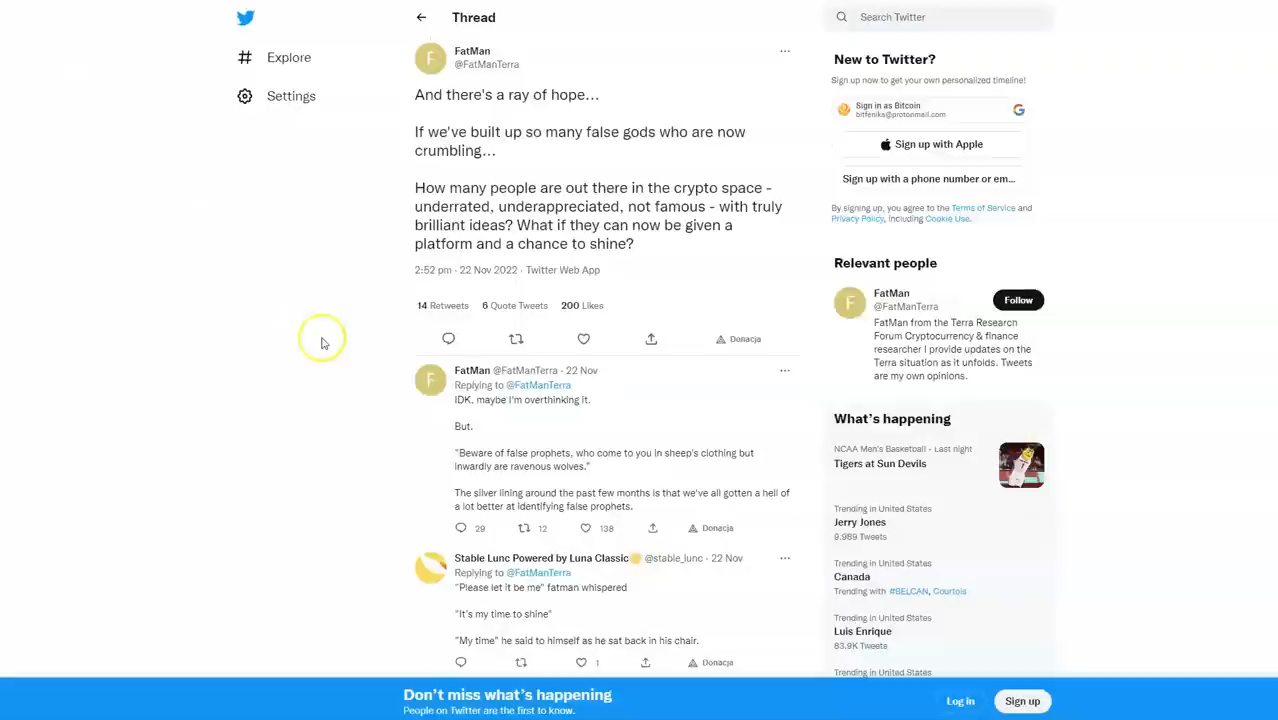 Thread
Search Twitter
Explore
Settings
FatMan
@FatManTerra
And there's a ray of hope…
If we've built up so many false gods who are now
crumbling…
How many people are out there in the crypto space -
underrated, underappreciated, not famous - with truly
brilliant ideas? What if they can now be given a
platform and a chance to shine?
2:52 pm · 22 Nov 2022 · Twitter Web App
14 Retweets 6 Quote Tweets 200 Likes
Donacja
FatMan @FatManTerra · 22 Nov
Replying to @FatManTerra
IDK, maybe I'm overthinking it.
But.
"Beware of false prophets, who come to you in sheep's clothing but
inwardly are ravenous wolves."
The silver lining around the past few months is that we've all gotten a hell of
a lot better at identifying false prophets.
29 12 138 Donacja
Stable Lunc Powered by Luna Classic @stable_lunc · 22 Nov
Replying to @FatManTerra
"Please let it be me" fatman whispered
"It's my time to shine"
"My time" he said to himself as he sat back in his chair.
1 Donacja
New to Twitter?
Sign up now to get your own personalized timeline!
Sign in as Bitcoin
bitfenika@protonmail.com
Sign up with Apple
Sign up with a phone number or em...
By signing up, you agree to the Terms of Service and
Privacy Policy, including Cookie Use.
Relevant people
FatMan
@FatManTerra
Follow
FatMan from the Terra Research
Forum Cryptocurrency & finance
researcher I provide updates on the
Terra situation as it unfolds. Tweets
are my own opinions.
What's happening
NCAA Men's Basketball · Last night
Tigers at Sun Devils
Trending in United States
Jerry Jones
9,989 Tweets
Trending in United States
Canada
Trending with #BELCAN, Courtois
Trending in United States
Luis Enrique
83.9K Tweets
Trending in United States
Don't miss what's happening
People on Twitter are the first to know.
Log in
Sign up